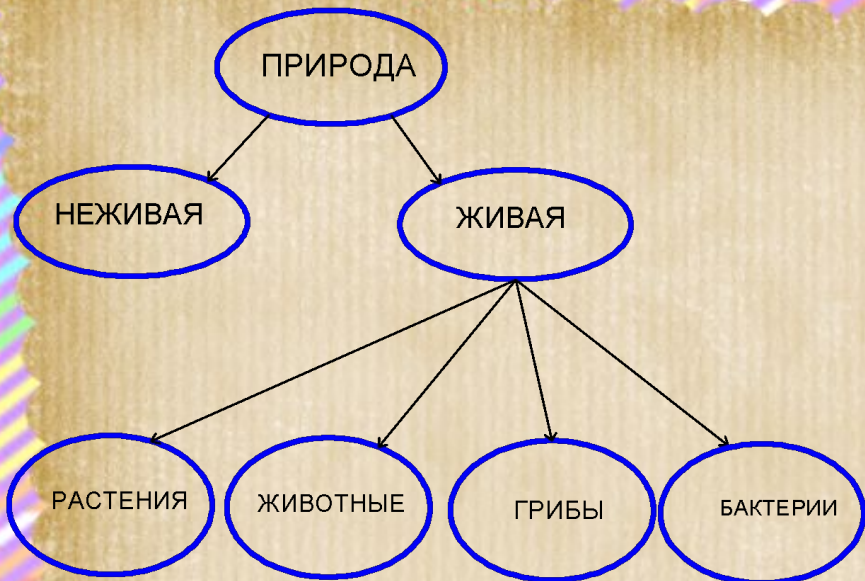 ПРИРОДА
НЕЖИВАЯ
ЖИВАЯ
РАСТЕНИЯ
ЖИВОТНЫЕ
ГРИБЫ
БАКТЕРИИ